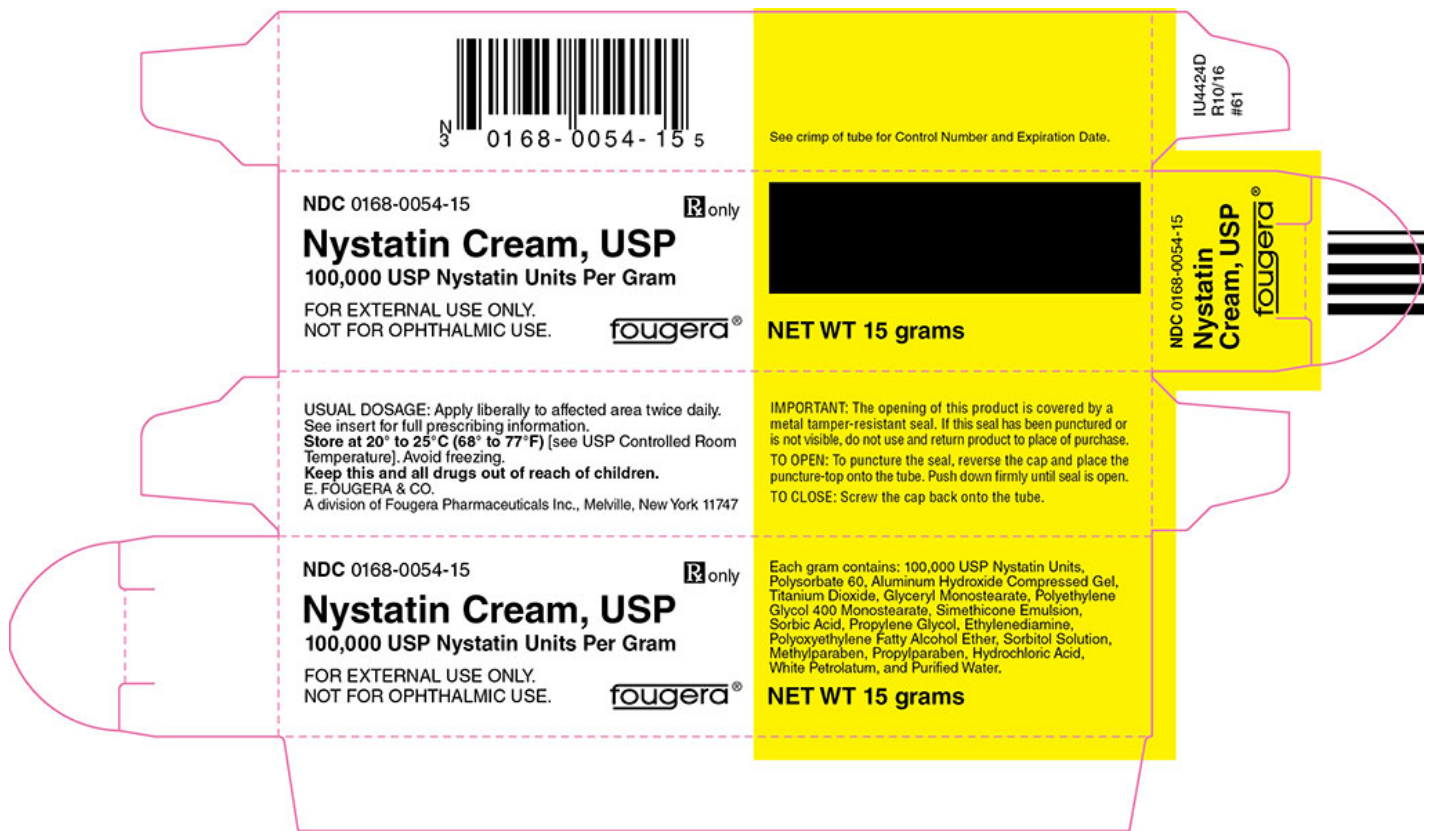 N
3 0168-0054-15 5
See crimp of tube for Control Number and Expiration Date.
IU4424D
R10/16
#61
NDC 0168-0054-15
Rx only
Nystatin Cream, USP
100,000 USP Nystatin Units Per Gram
FOR EXTERNAL USE ONLY.
NOT FOR OPHTHALMIC USE.
fougera®
NET WT 15 grams
NDC 0168-0054-15
Nystatin
Cream, USP
fougera®
USUAL DOSAGE: Apply liberally to affected area twice daily.
See insert for full prescribing information.
Store at 20° to 25°C (68° to 77°F) [see USP Controlled Room
Temperature]. Avoid freezing.
Keep this and all drugs out of reach of children.
E. FOUGERA & CO.
A division of Fougera Pharmaceuticals Inc., Melville, New York 11747
IMPORTANT: The opening of this product is covered by a
metal tamper-resistant seal. If this seal has been punctured or
is not visible, do not use and return product to place of purchase.
TO OPEN: To puncture the seal, reverse the cap and place the
puncture-top onto the tube. Push down firmly until seal is open.
TO CLOSE: Screw the cap back onto the tube.
NDC 0168-0054-15
Rx only
Nystatin Cream, USP
100,000 USP Nystatin Units Per Gram
FOR EXTERNAL USE ONLY.
NOT FOR OPHTHALMIC USE.
fougera®
Each gram contains: 100,000 USP Nystatin Units,
Polysorbate 60, Aluminum Hydroxide Compressed Gel,
Titanium Dioxide, Glyceryl Monostearate, Polyethylene
Glycol 400 Monostearate, Simethicone Emulsion,
Sorbic Acid, Propylene Glycol, Ethylenediamine,
Polyoxyethylene Fatty Alcohol Ether, Sorbitol Solution,
Methylparaben, Propylparaben, Hydrochloric Acid,
White Petrolatum, and Purified Water.
NET WT 15 grams